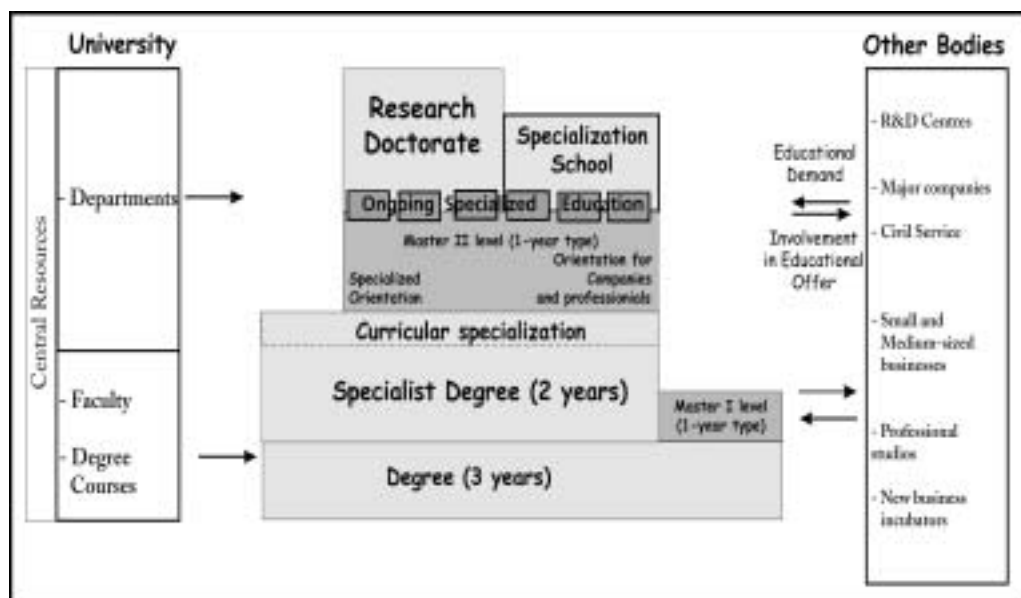 University
Central Resources
- Departments
- Faculty
- Degree
Courses
Research
Doctorate
Specialization
School
Ongoing Specialized Education
Master II level (1-year type)
Specialized
Orientation
Orientation for
Companies
and professionials
Curricular specialization
Specialist Degree (2 years)
Master I level
(1-year type)
Degree (3 years)
Educational
Demand
Involvement
in Educational
Offer
Other Bodies
- R&D Centres
- Major companies
- Civil Service
- Small and
Medium-sized
businesses
- Professional
studios
- New business
incubators